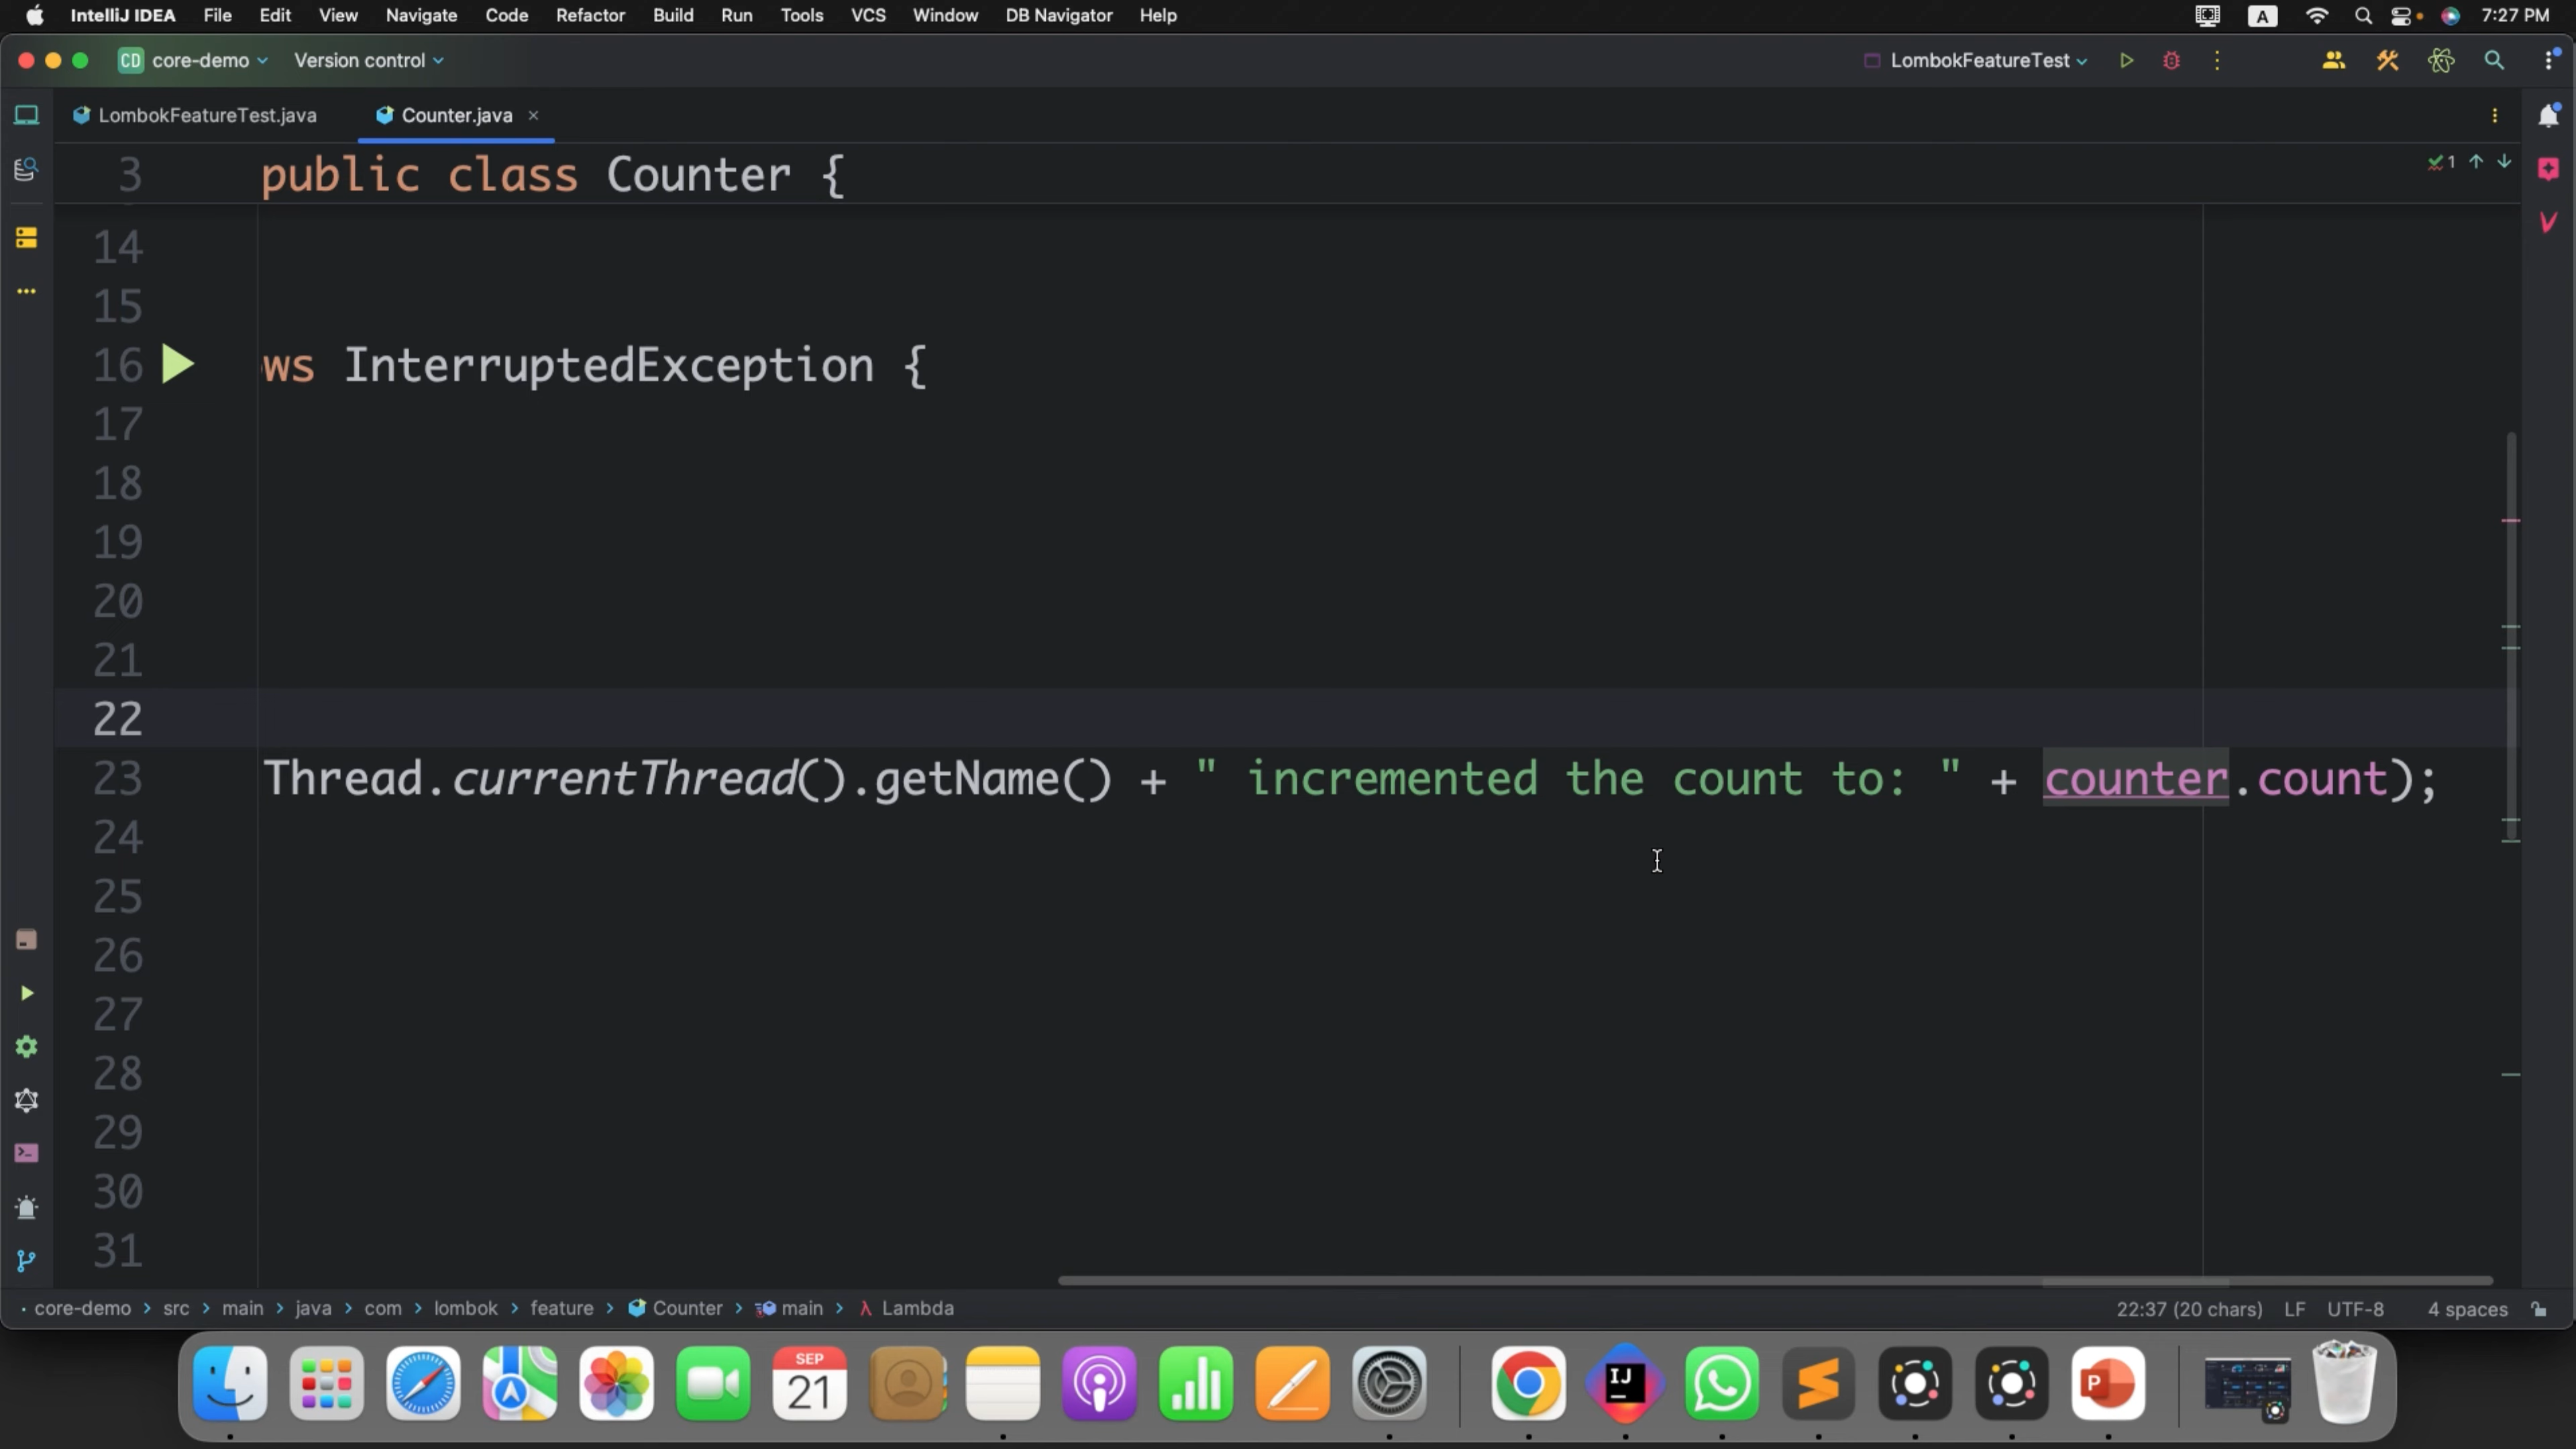 IntelliJ IDEA File Edit View Navigate Code Refactor Build Run Tools VCS Window DB Navigator Help A 7:27 PM
CD core-demo Version control LombokFeatureTest
LombokFeatureTest.java Counter.java
3 public class Counter {
1
14
15
16 ws InterruptedException {
17
18
19
20
21
22
23 Thread.currentThread().getName() + " incremented the count to: " + counter.count);
24
25
26
27
28
29
30
31
core-demo > src > main > java > com > lombok > feature > Counter > main > λ Lambda 22:37 (20 chars) LF UTF-8 4 spaces
SEP
21
IJ
P